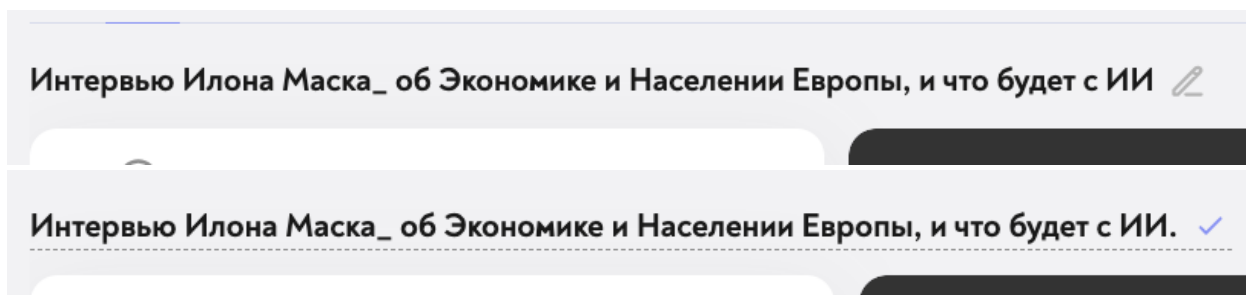 Интервью Илона Маска_ об Экономике и Населении Европы, и что будет с ИИ
Интервью Илона Маска_ об Экономике и Населении Европы, и что будет с ИИ.